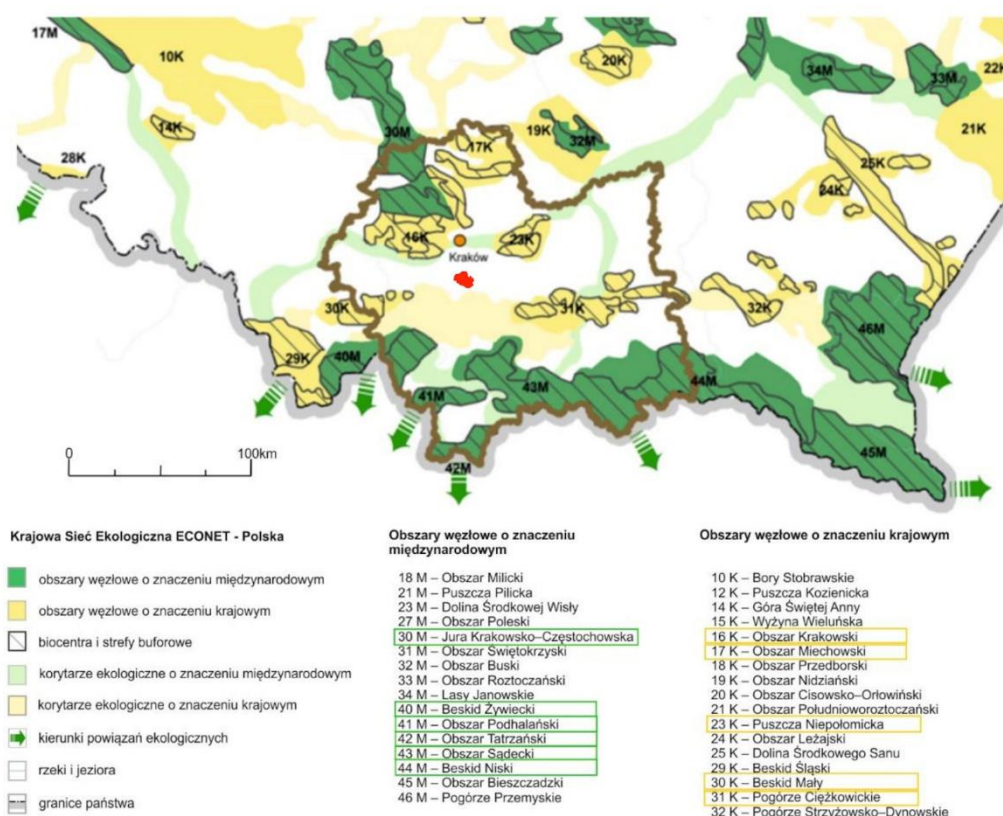 17M
10K
20K
34M
33M
22K
14K
30M
17K
19K
32M
21K
28K
25K
24K
16K
23K
Kraków
30K
31K
32K
46M
29K
40M
41M
43M
44M
45M
42M
0 100km
Krajowa Sieć Ekologiczna ECONET - Polska
obszary węzłowe o znaczeniu międzynarodowym
obszary węzłowe o znaczeniu krajowym
biocentra i strefy buforowe
korytarze ekologiczne o znaczeniu międzynarodowym
korytarze ekologiczne o znaczeniu krajowym
kierunki powiązań ekologicznych
rzeki i jeziora
granice państwa
Obszary węzłowe o znaczeniu
międzynarodowym
18 M – Obszar Milicki
21 M – Puszcza Pilicka
23 M – Dolina Środkowej Wisły
27 M – Obszar Poleski
30 M – Jura Krakowsko–Częstochowska
31 M – Obszar Świętokrzyski
32 M – Obszar Buski
33 M – Obszar Roztoczański
34 M – Lasy Janowskie
40 M – Beskid Żywiecki
41 M – Obszar Podhalański
42 M – Obszar Tatrzański
43 M – Obszar Sądecki
44 M – Beskid Niski
45 M – Obszar Bieszczadzki
46 M – Pogórze Przemyskie
Obszary węzłowe o znaczeniu krajowym
10 K – Bory Stobrawskie
12 K – Puszcza Kozienicka
14 K – Góra Świętej Anny
15 K – Wyżyna Wieluńska
16 K – Obszar Krakowski
17 K – Obszar Miechowski
18 K – Obszar Przedborski
19 K – Obszar Nidziański
20 K – Obszar Cisowsko–Orłowiński
21 K – Obszar Południoworoztoczański
23 K – Puszcza Niepołomicka
24 K – Obszar Leżajski
25 K – Dolina Środkowego Sanu
29 K – Beskid Śląski
30 K – Beskid Mały
31 K – Pogórze Ciężkowickie
32 K – Pogórze Strzyżowsko–Dynowskie